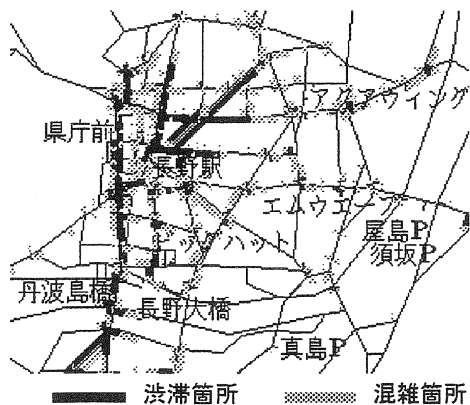 アクアウイング
県庁前
長野駅
エムウエーブ
ビッグハット
屋島P
須坂P
丹波島橋
長野大橋
真島P
渋滞箇所
混雑箇所